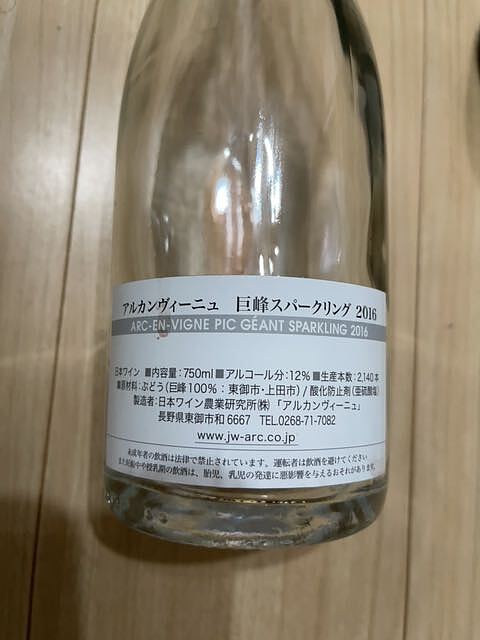 アルカンヴィーニュ 巨峰スパークリング 2016
ARC-EN-VIGNE PIC GÉANT SPARKLING 2016
日本ワイン ■内容量:750ml ■アルコール分:12% ■生産本数:2,140本
■原材料:ぶどう(巨峰100%:東御市・上田市)/酸化防止剤(亜硫酸塩)
製造者:日本ワイン農業研究所㈱「アルカンヴィーニュ」
長野県東御市和6667 TEL.0268-71-7082
www.jw-arc.co.jp
未成年者の飲酒は法律で禁止されています。運転者は飲酒を避けてください
また妊娠中や授乳期の飲酒は、胎児、乳児の発達に悪影響を与えるおそれがあります。